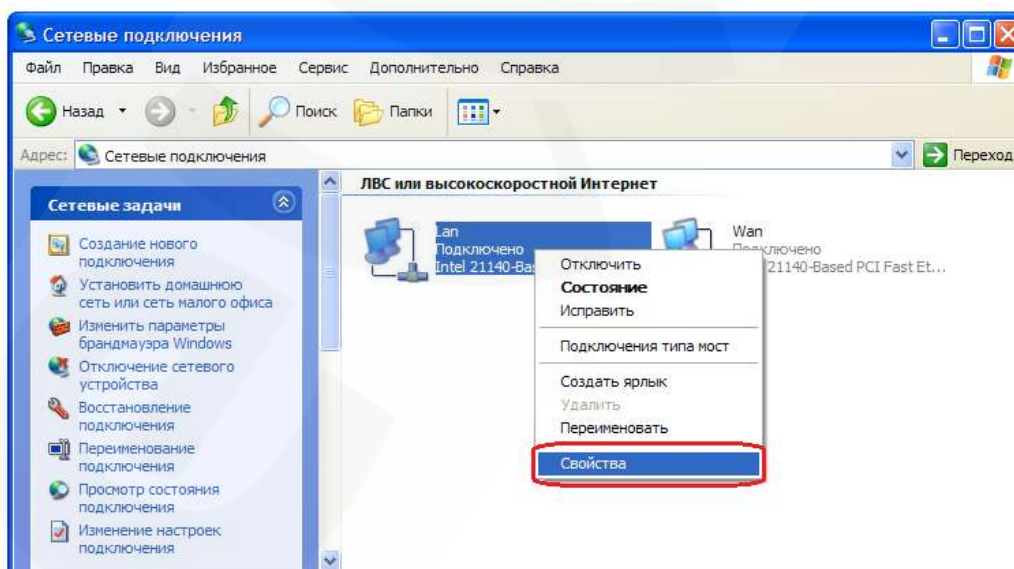 Сетевые подключения
Файл Правка Вид Избранное Сервис Дополнительно Справка
Назад Поиск Папки
Адрес: Сетевые подключения Переход
Сетевые задачи
Создание нового
подключения
Установить домашнюю
сеть или сеть малого офиса
Изменить параметры
брандмауэра Windows
Отключение сетевого
устройства
Восстановление
подключения
Переименование
подключения
Просмотр состояния
подключения
Изменение настроек
подключения
ЛВС или высокоскоростной Интернет
Lan
Подключено
Intel 21140-Bas
Wan
Подключено
21140-Based PCI Fast Et...
Отключить
Состояние
Исправить
Подключения типа мост
Создать ярлык
Удалить
Переименовать
Свойства